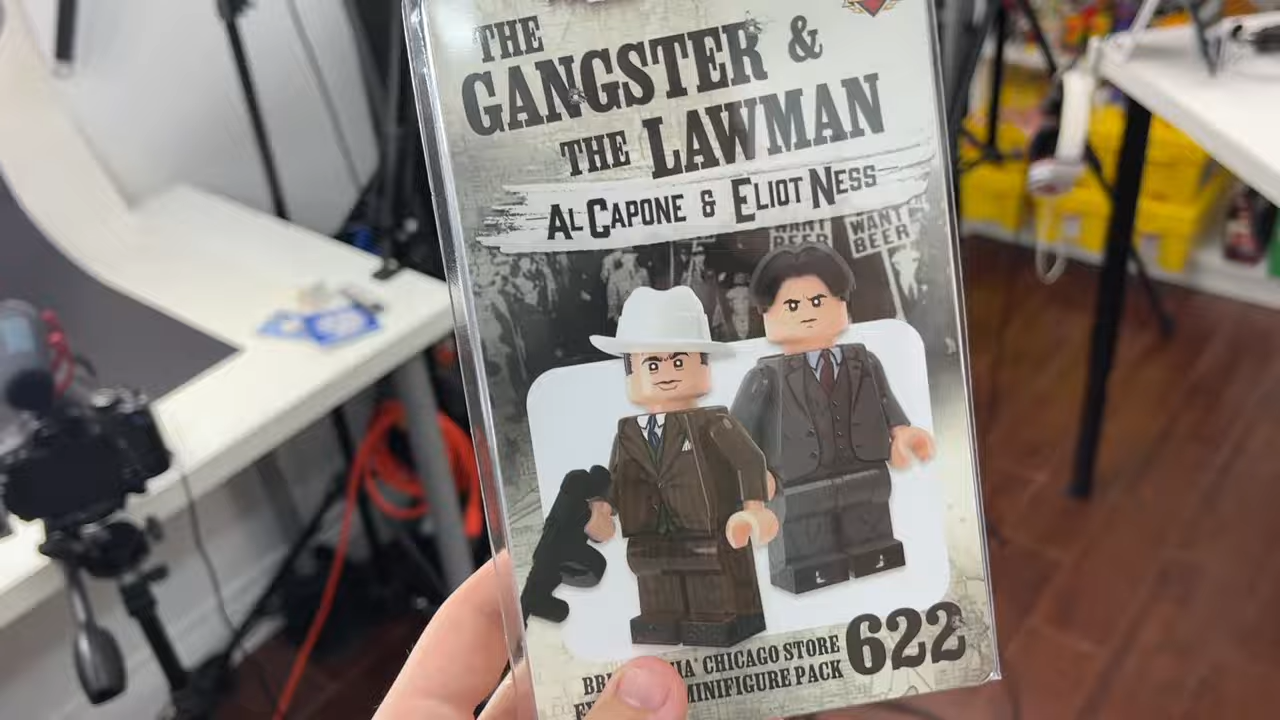 THE
GANGSTER &
THE LAWMAN
AL CAPONE & ELIOT NESS
WANT
BEER
WANT
BEER
CHICAGO STORE
MINIFIGURE PACK
622